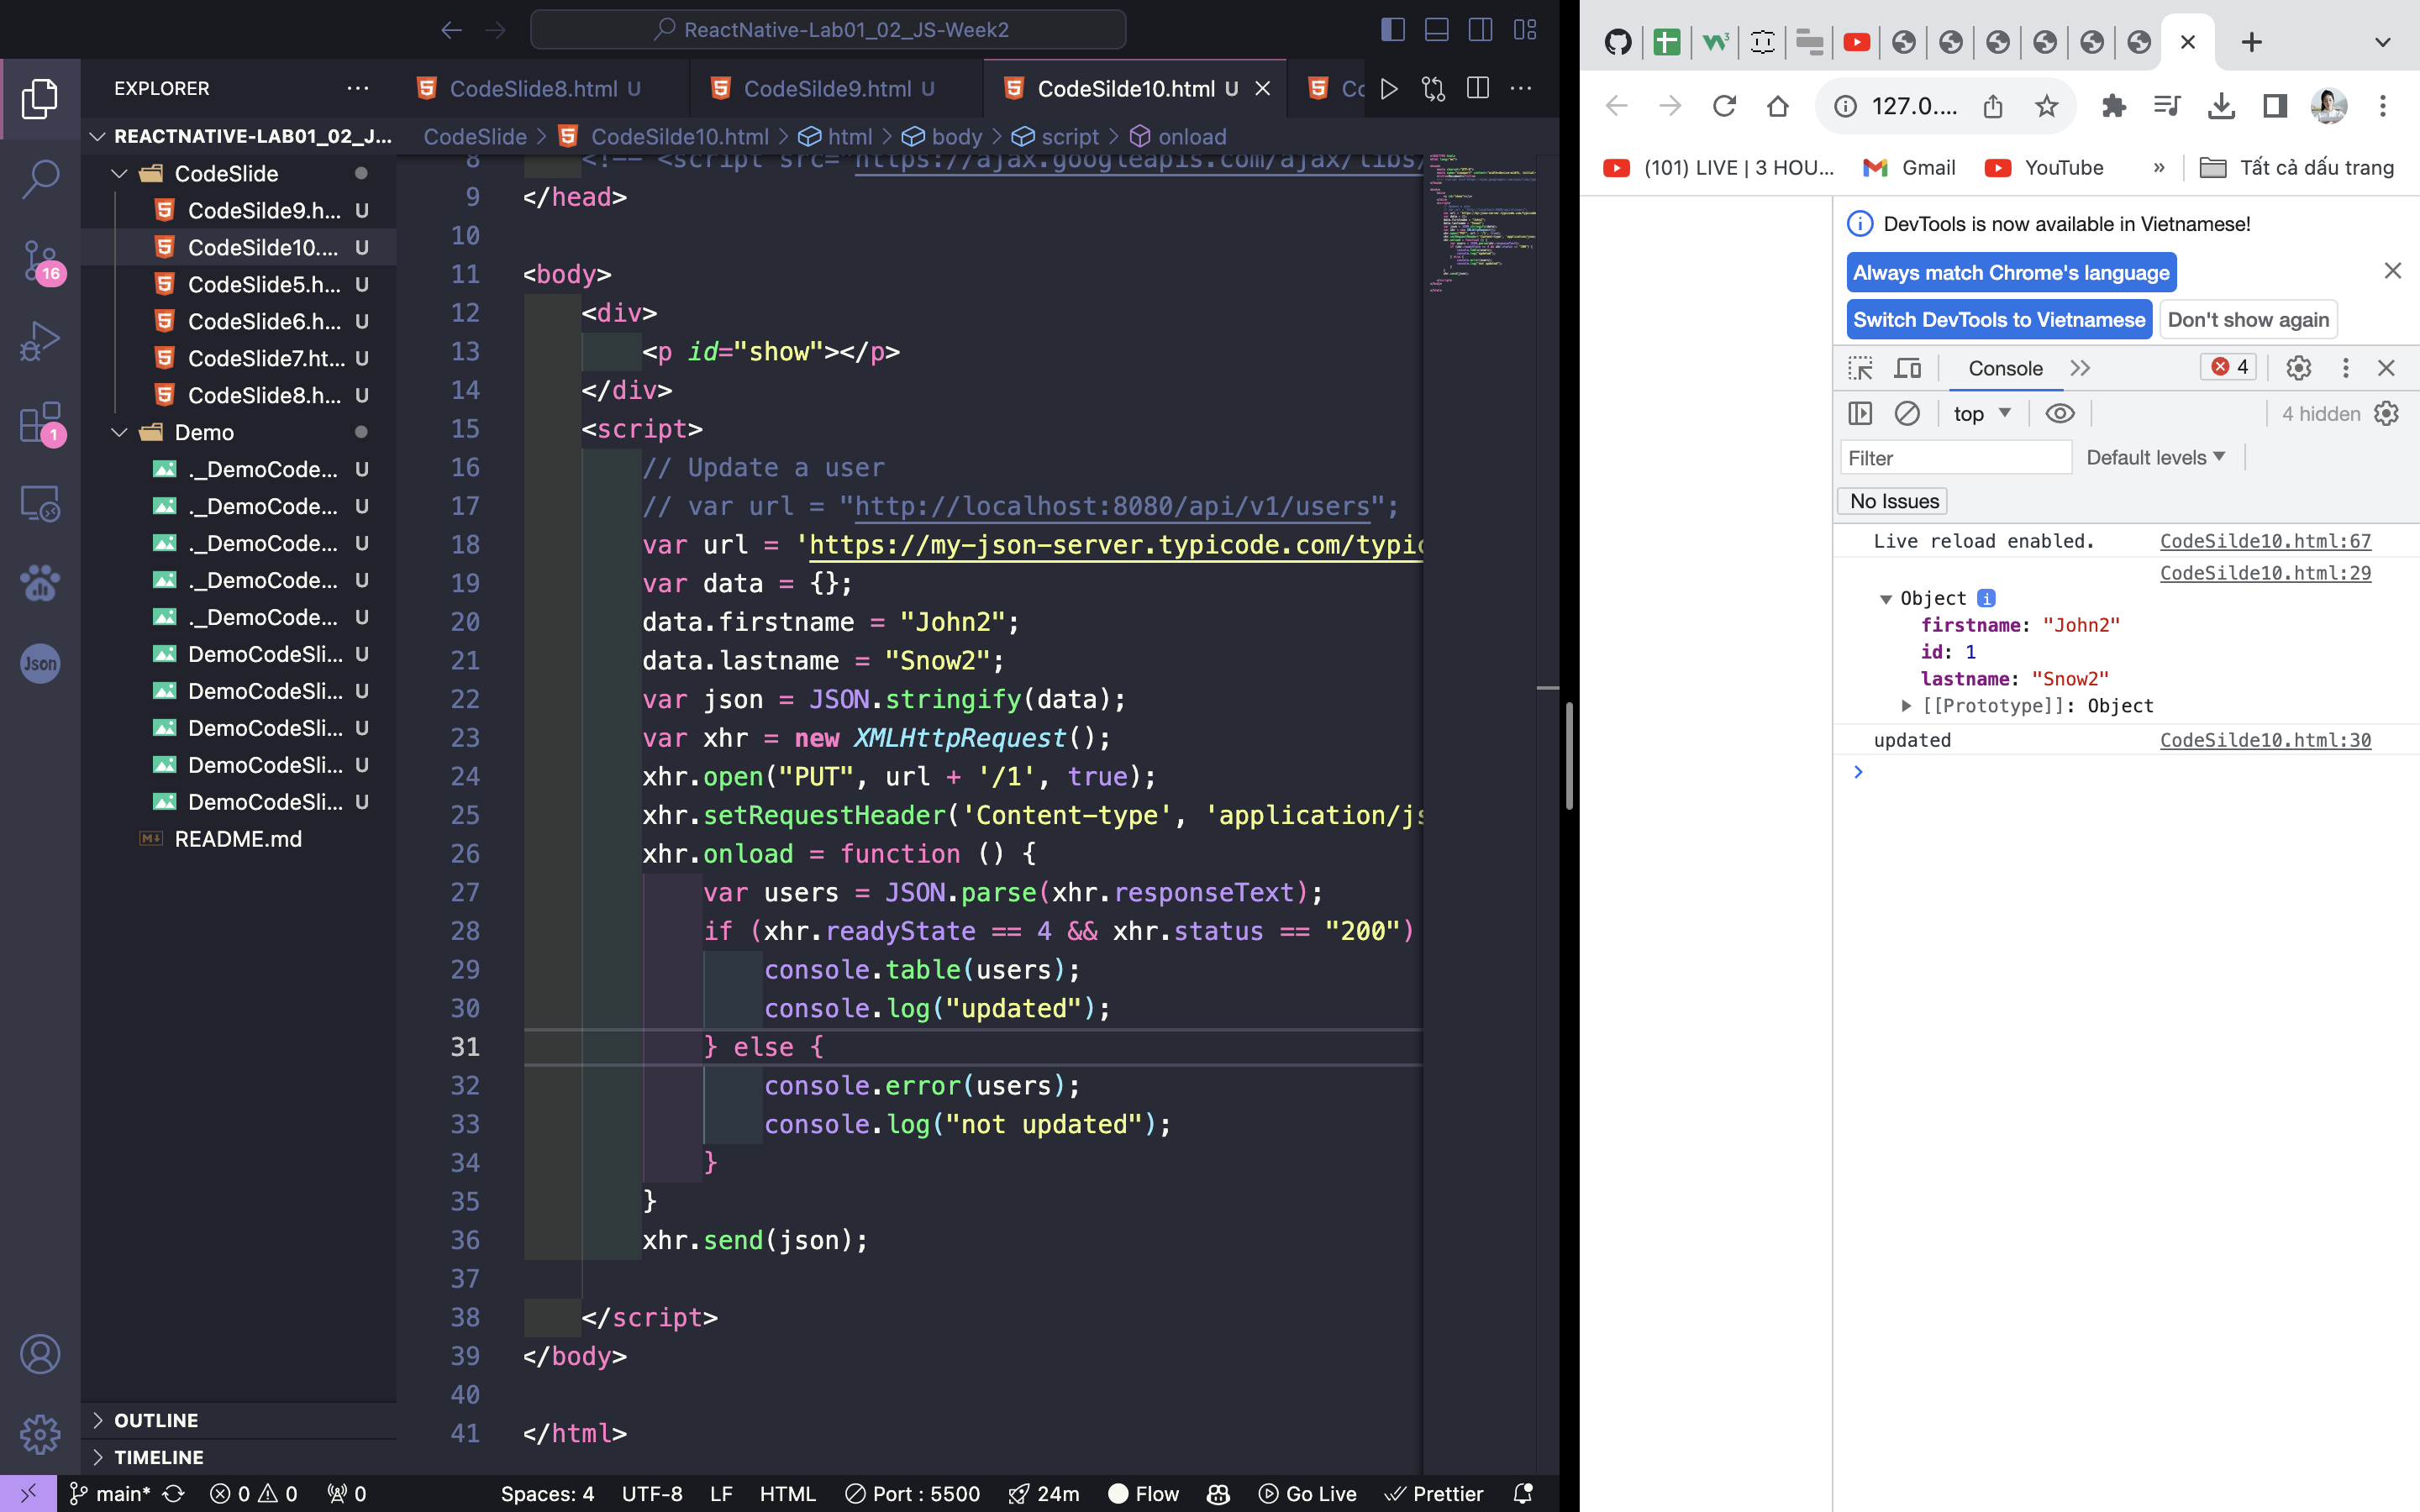 ReactNative-Lab01_02_JS-Week2
EXPLORER
REACTNATIVE-LAB01_02_J...
CodeSlide
CodeSilde9.h... U
CodeSilde10.... U
CodeSlide5.h... U
CodeSlide6.h... U
CodeSlide7.ht... U
CodeSlide8.h... U
Demo
._DemoCode... U
._DemoCode... U
._DemoCode... U
._DemoCode... U
._DemoCode... U
DemoCodeSli... U
DemoCodeSli... U
DemoCodeSli... U
DemoCodeSli... U
DemoCodeSli... U
README.md
OUTLINE
TIMELINE
16
1
Json
CodeSlide8.html U
CodeSilde9.html U
CodeSilde10.html U
Cc
CodeSlide > CodeSilde10.html > html > body > script > onload
8 <!-- <script src="https://ajax.googleapis.com/ajax/libs/
9 </head>
10
11 <body>
12 <div>
13 <p id="show"></p>
14 </div>
15 <script>
16 // Update a user
17 // var url = "http://localhost:8080/api/v1/users";
18 var url = 'https://my-json-server.typicode.com/typic
19 var data = {};
20 data.firstname = "John2";
21 data.lastname = "Snow2";
22 var json = JSON.stringify(data);
23 var xhr = new XMLHttpRequest();
24 xhr.open("PUT", url + '/1', true);
25 xhr.setRequestHeader('Content-type', 'application/js
26 xhr.onload = function () {
27 var users = JSON.parse(xhr.responseText);
28 if (xhr.readyState == 4 && xhr.status == "200")
29 console.table(users);
30 console.log("updated");
31 } else {
32 console.error(users);
33 console.log("not updated");
34 }
35 }
36 xhr.send(json);
37
38 </script>
39 </body>
40
41 </html>
main* 0 0 0
Spaces: 4 UTF-8 LF HTML Port : 5500 24m Flow Go Live Prettier
127.0....
(101) LIVE | 3 HOU... Gmail YouTube » Tất cả dấu trang
DevTools is now available in Vietnamese!
Always match Chrome's language
Switch DevTools to Vietnamese Don't show again
Console 4
top 4 hidden
Filter Default levels
No Issues
Live reload enabled. CodeSilde10.html:67
CodeSilde10.html:29
Object i
firstname: "John2"
id: 1
lastname: "Snow2"
[[Prototype]]: Object
updated CodeSilde10.html:30